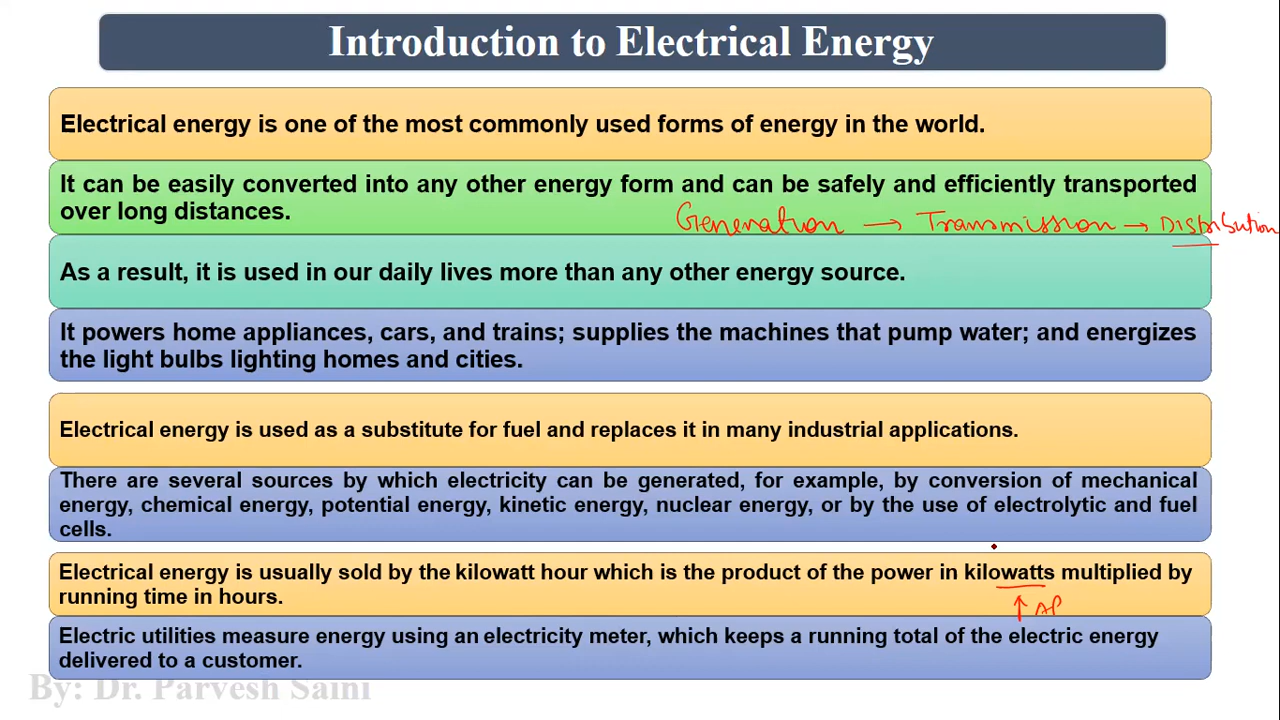 Introduction to Electrical Energy
Electrical energy is one of the most commonly used forms of energy in the world.
It can be easily converted into any other energy form and can be safely and efficiently transported
over long distances.
Generation → Transmission → Distribution
As a result, it is used in our daily lives more than any other energy source.
It powers home appliances, cars, and trains; supplies the machines that pump water; and energizes
the light bulbs lighting homes and cities.
Electrical energy is used as a substitute for fuel and replaces it in many industrial applications.
There are several sources by which electricity can be generated, for example, by conversion of mechanical
energy, chemical energy, potential energy, kinetic energy, nuclear energy, or by the use of electrolytic and fuel
cells.
Electrical energy is usually sold by the kilowatt hour which is the product of the power in kilowatts multiplied by
running time in hours.
↑ AP
Electric utilities measure energy using an electricity meter, which keeps a running total of the electric energy
delivered to a customer.
By: Dr. Parvesh Saini